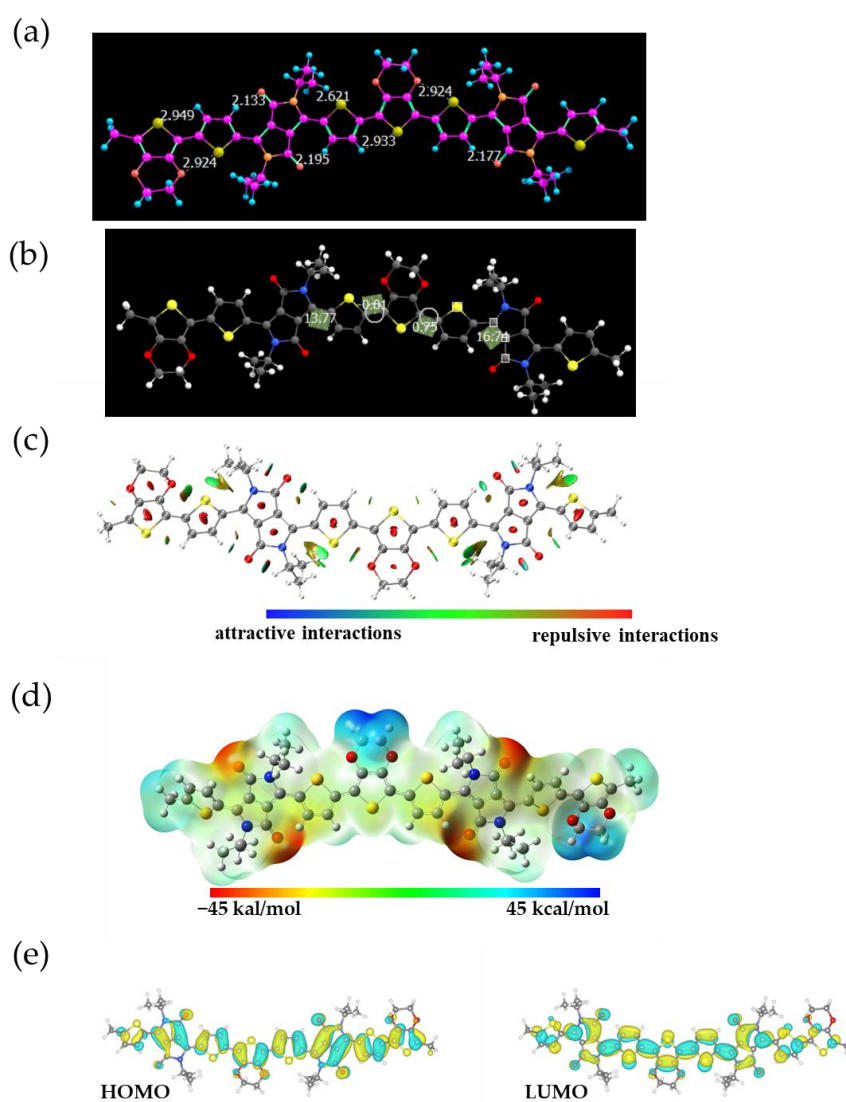 (a)
2.949
2.133
2.621
2.924
2.924
2.195
2.933
2.177
(b)
13.77
-0.01
0.75
16.74
(c)
attractive interactions
repulsive interactions
(d)
−45 kal/mol
45 kcal/mol
(e)
HOMO
LUMO